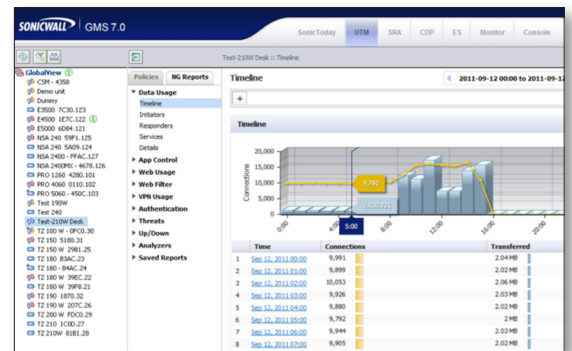 SONICWALL GMS 7.0
SonicToday UTM SRA CDP ES Monitor Console
Test-210W Desk :: Timeline
GlobalView
CSM - 4358
Demo unit
Dummy
E3500 7C30.123
E4500 1E7C.122
E5000 6D84.121
NSA 240 59F1.125
NSA 240 5A09.124
NSA 2400 - FFAC.127
NSA 2400MX - 4678.126
PRO 1260 4280.101
PRO 4060 0110.102
PRO 5060 - 450C.103
Test 190W
Test 240
Test-210W Desk
TZ 100 W - 0FC0.30
TZ 150 5180.31
TZ 150 W 2981.25
TZ 180 83AC.23
TZ 180 - B4AC.24
TZ 180 W 39EC.22
TZ 180 W 39F8.21
TZ 190 1870.32
TZ 190 W 207C.26
TZ 200 W FDC0.29
TZ 210 1C0D.27
TZ 210W 81B1.28
Policies NG Reports
Data Usage
Timeline
Initiators
Responders
Services
Details
App Control
Web Usage
Web Filter
VPN Usage
Authentication
Threats
Up/Down
Analyzers
Saved Reports
Timeline
2011-09-12 00:00 to 2011-09-12
+
Timeline
Connections
20,000
15,000
10,000
5,000
0
9,792
0:00
4:00
5:00
8:00
12:00
16:00
20:00
Time Connections Transferred
1 Sep 12, 2011 00:00 9,991 2.04 MB
2 Sep 12, 2011 01:00 9,899 2.02 MB
3 Sep 12, 2011 02:00 10,053 2.06 MB
4 Sep 12, 2011 03:00 9,926 2.03 MB
5 Sep 12, 2011 04:00 9,880 2.02 MB
6 Sep 12, 2011 05:00 9,792 2 MB
7 Sep 12, 2011 06:00 9,944 2.03 MB
8 Sep 12, 2011 07:00 9,905 2.02 MB